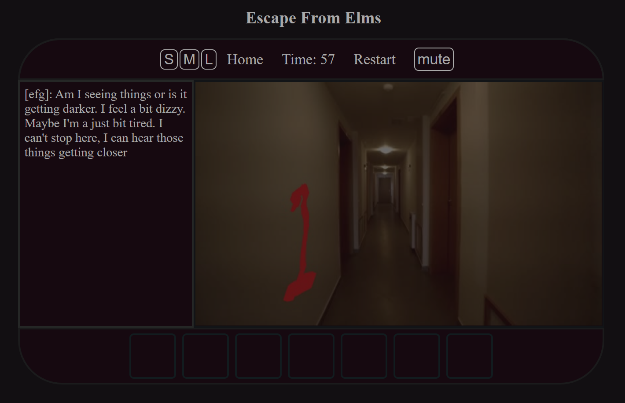 Escape From Elms
S M L Home Time: 57 Restart mute
[efg]: Am I seeing things or is it
getting darker. I feel a bit dizzy.
Maybe I'm a just bit tired. I
can't stop here, I can hear those
things getting closer
1